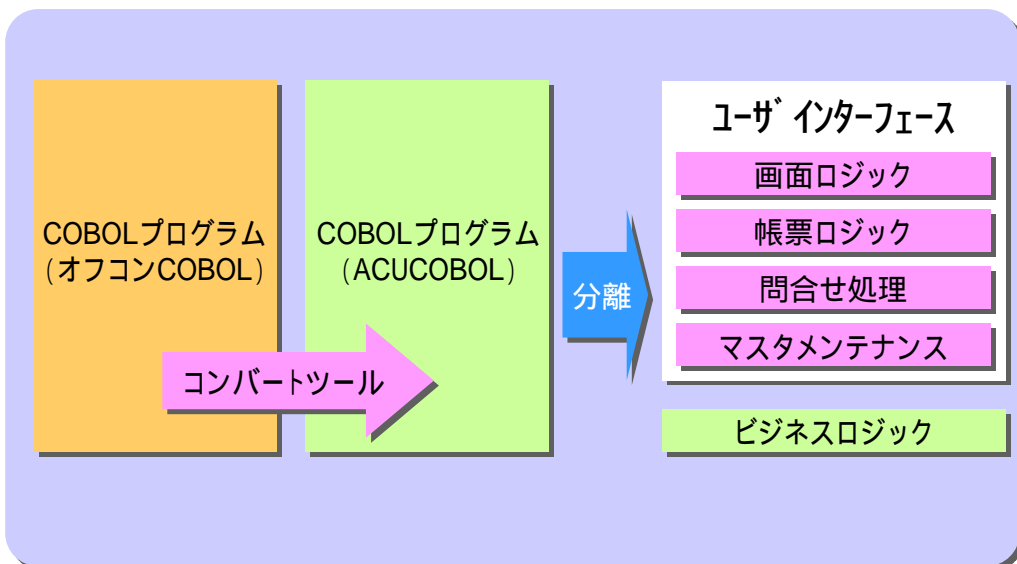 COBOLプログラム
(オフコンCOBOL)
コンバートツール
COBOLプログラム
(ACUCOBOL)
分離
ユーザインターフェース
画面ロジック
帳票ロジック
問合せ処理
マスタメンテナンス
ビジネスロジック